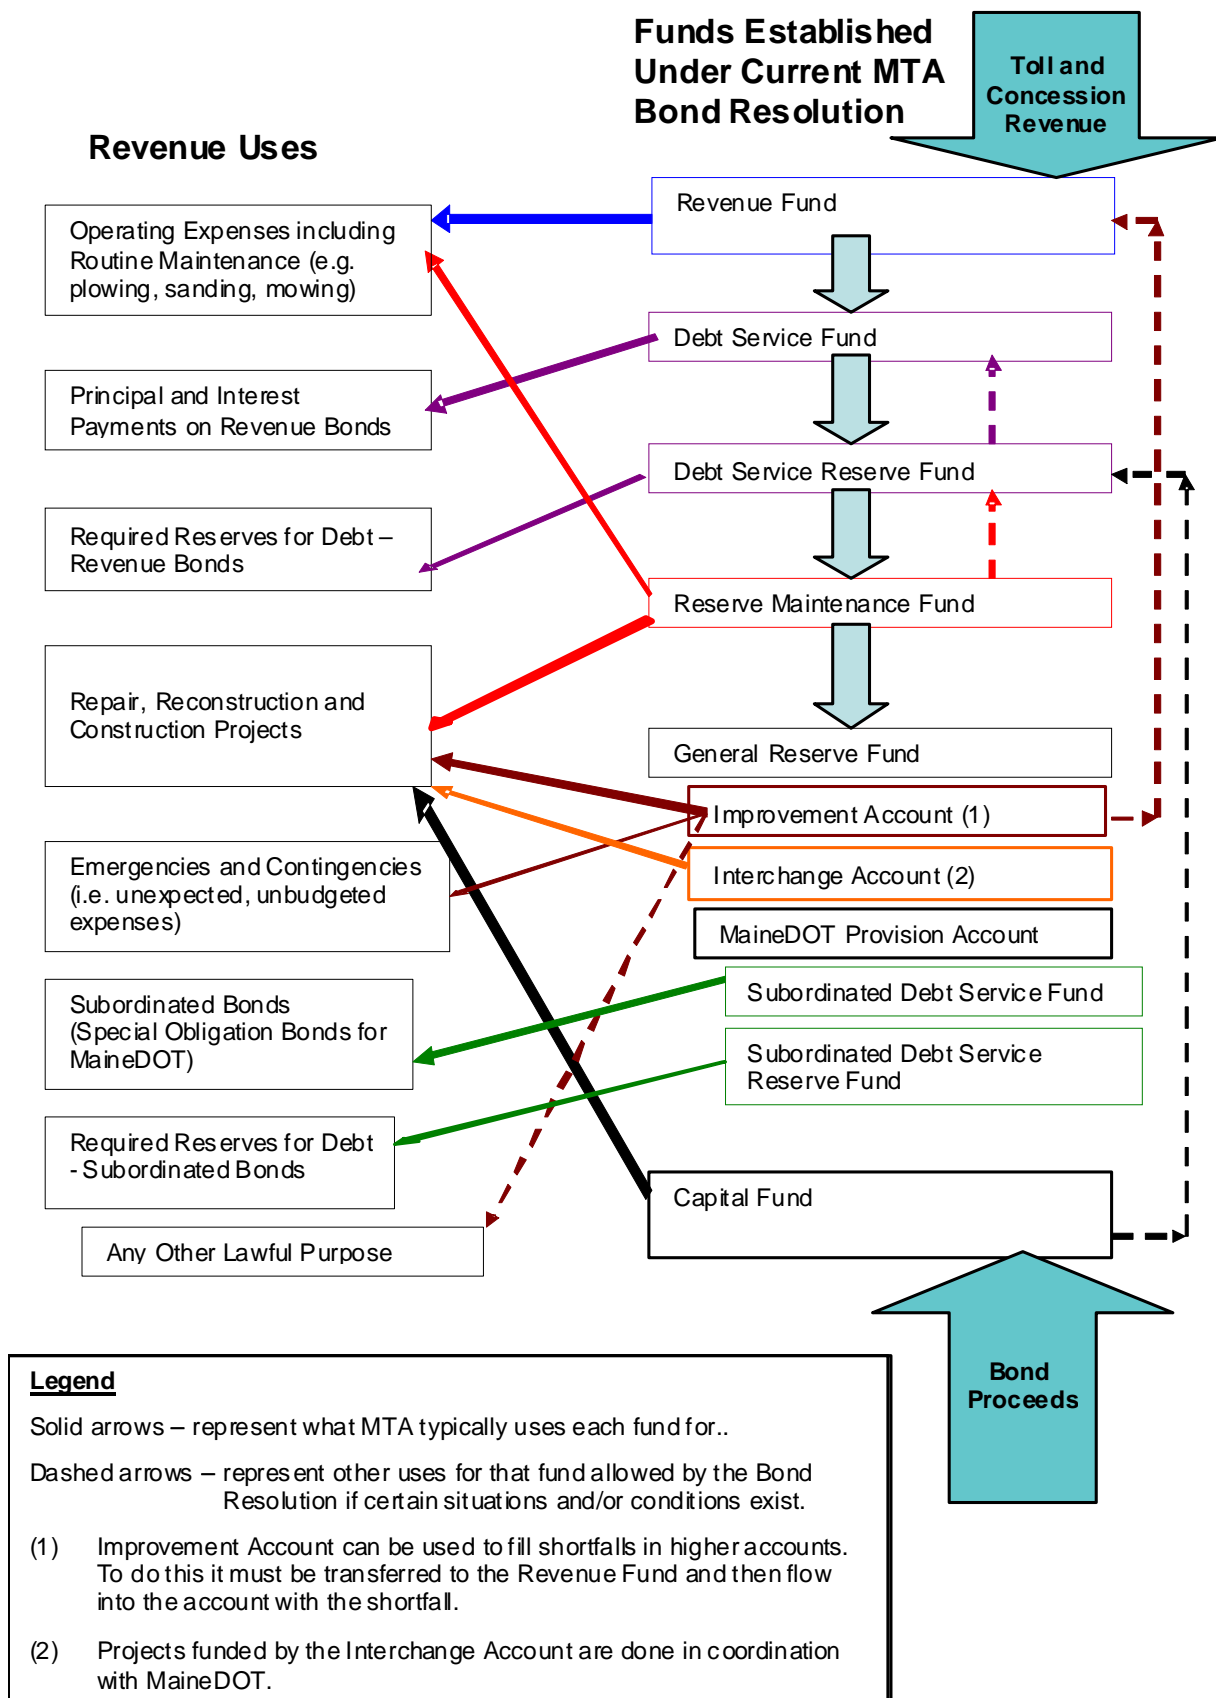 Funds Established
Under Current MTA
Bond Resolution
Toll and
Concession
Revenue
Revenue Uses
Revenue Fund
Operating Expenses including
Routine Maintenance (e.g.
plowing, sanding, mowing)
Debt Service Fund
Principal and Interest
Payments on Revenue Bonds
Debt Service Reserve Fund
Required Reserves for Debt –
Revenue Bonds
Reserve Maintenance Fund
Repair, Reconstruction and
Construction Projects
General Reserve Fund
Improvement Account (1)
Emergencies and Contingencies
(i.e. unexpected, unbudgeted
expenses)
Interchange Account (2)
MaineDOT Provision Account
Subordinated Bonds
(Special Obligation Bonds for
MaineDOT)
Subordinated Debt Service Fund
Subordinated Debt Service
Reserve Fund
Required Reserves for Debt
- Subordinated Bonds
Capital Fund
Any Other Lawful Purpose
Bond
Proceeds
Legend
Solid arrows – represent what MTA typically uses each fund for..
Dashed arrows – represent other uses for that fund allowed by the Bond
Resolution if certain situations and/or conditions exist.
(1) Improvement Account can be used to fill shortfalls in higher accounts.
To do this it must be transferred to the Revenue Fund and then flow
into the account with the shortfall.
(2) Projects funded by the Interchange Account are done in coordination
with MaineDOT.